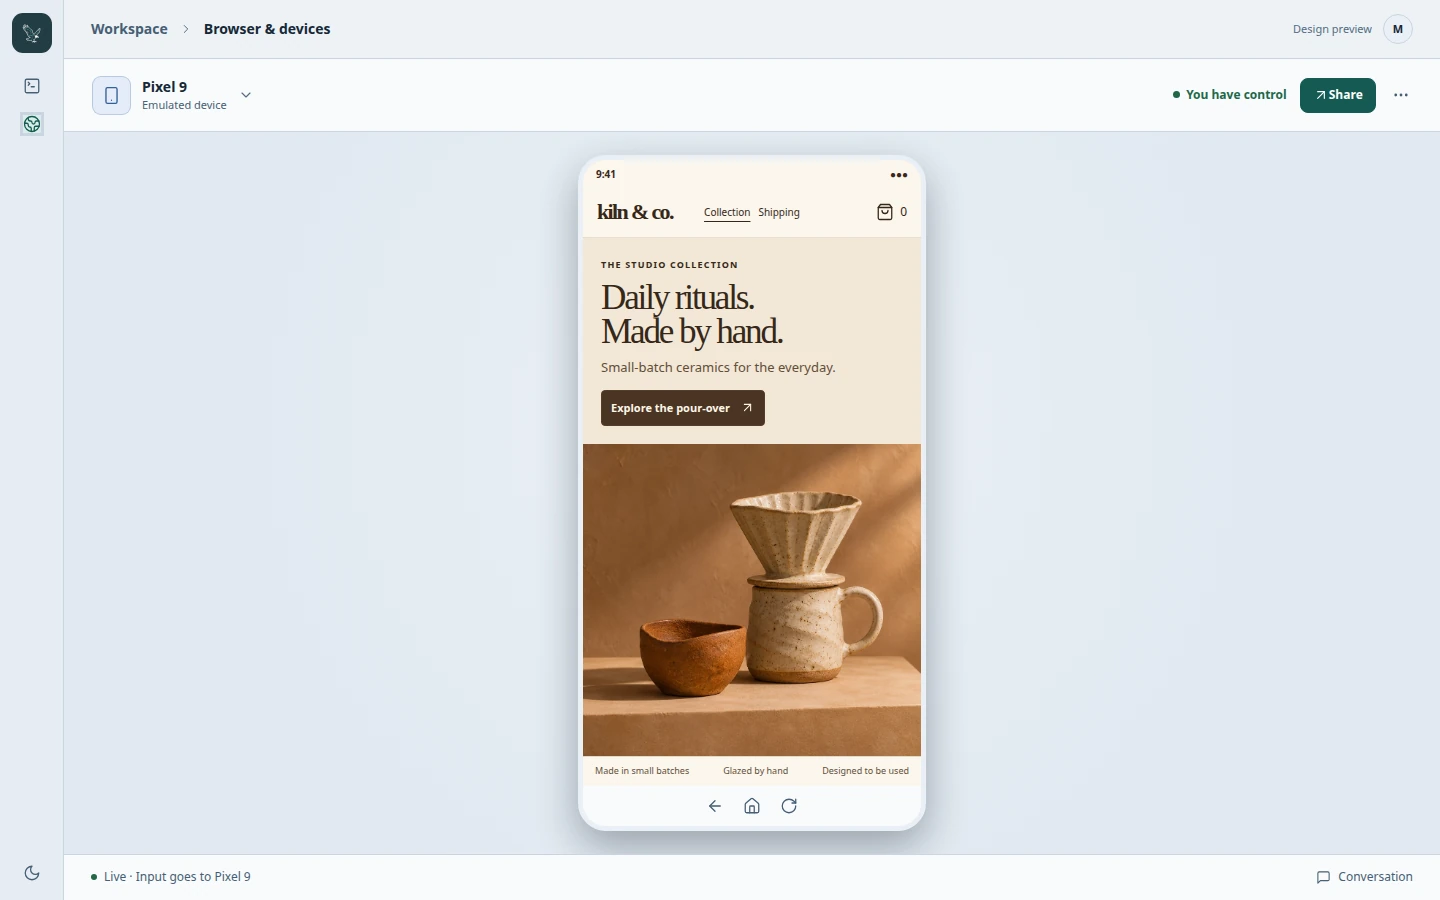 Workspace
Browser & devices
Design preview
M
Pixel 9
Emulated device
You have control
Share
9:41
kiln & co.
Collection
Shipping
0
THE STUDIO COLLECTION
Daily rituals.
Made by hand.
Small-batch ceramics for the everyday.
Explore the pour-over
Made in small batches
Glazed by hand
Designed to be used
Live · Input goes to Pixel 9
Conversation